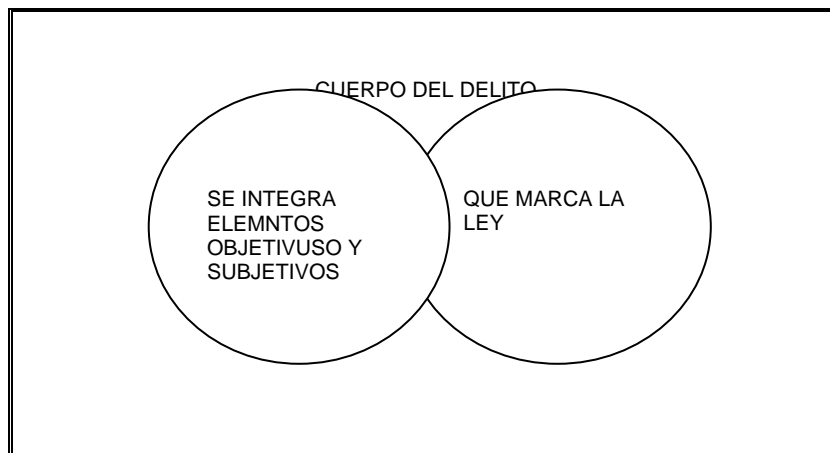 CUERPO DEL DELITO
SE INTEGRA
ELEMNTOS
OBJETIVUSO Y
SUBJETIVOS
QUE MARCA LA
LEY